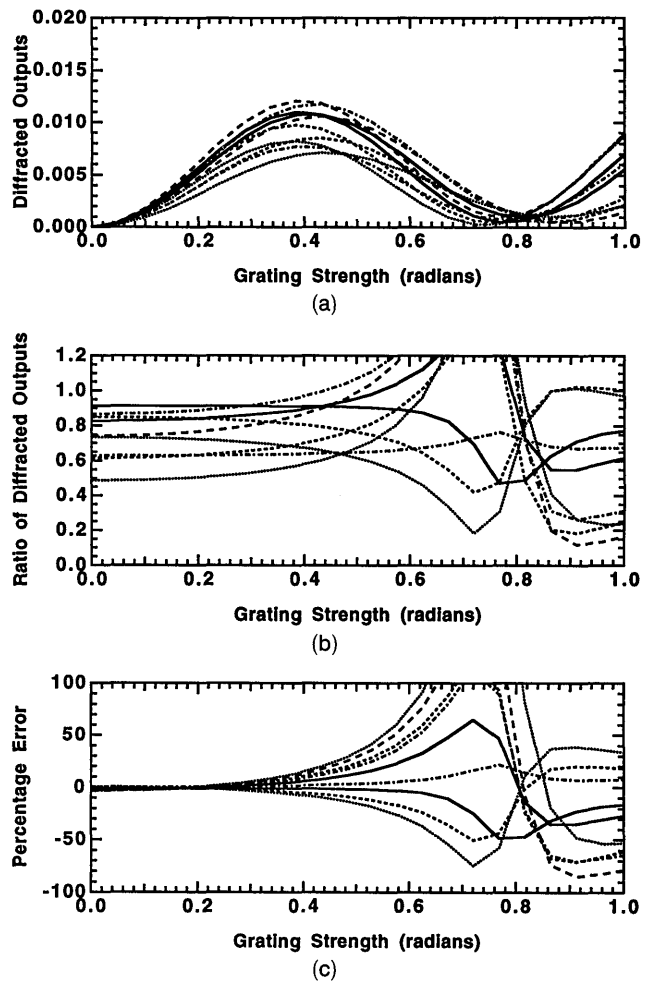 Diffracted Outputs
0.020
0.015
0.010
0.005
0.000
0.0 0.2 0.4 0.6 0.8 1.0
Grating Strength (radians)
(a)
Ratio of Diffracted Outputs
1.2
1.0
0.8
0.6
0.4
0.2
0.0
0.0 0.2 0.4 0.6 0.8 1.0
Grating Strength (radians)
(b)
Percentage Error
100
50
0
-50
-100
0.0 0.2 0.4 0.6 0.8 1.0
Grating Strength (radians)
(c)